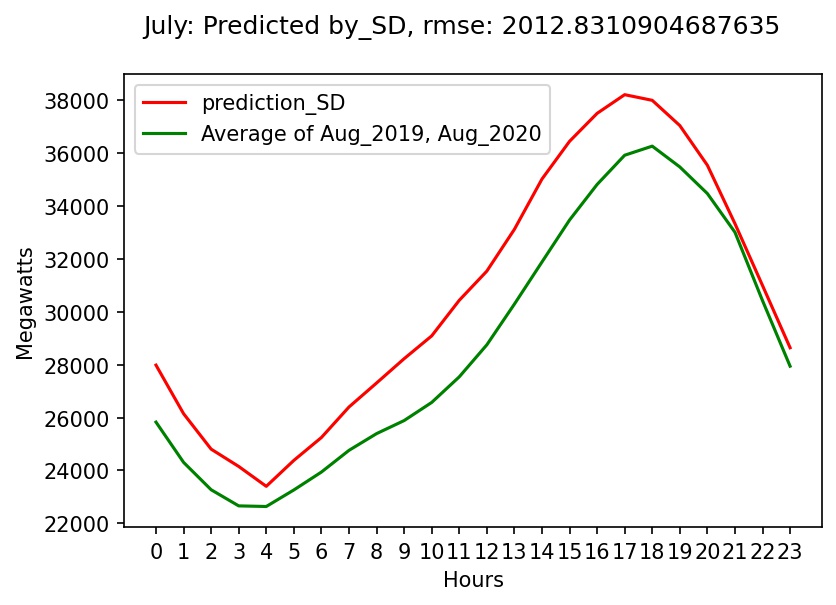 July: Predicted by_SD, rmse: 2012.8310904687635
prediction_SD
Average of Aug_2019, Aug_2020
Megawatts
38000
36000
34000
32000
30000
28000
26000
24000
22000
0 1 2 3 4 5 6 7 8 9 10 11 12 13 14 15 16 17 18 19 20 21 22 23
Hours